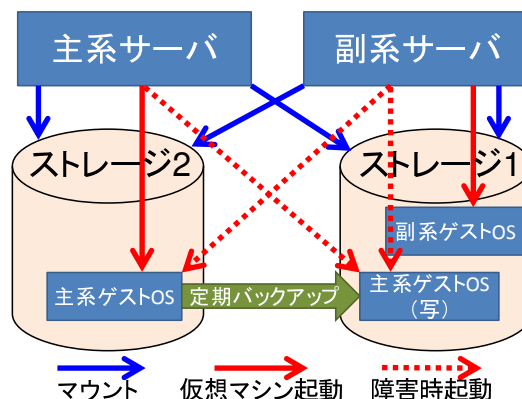 主系サーバ
副系サーバ
ストレージ2
ストレージ1
副系ゲストOS
主系ゲストOS
定期バックアップ
主系ゲストOS
（写）
マウント
仮想マシン起動
障害時起動